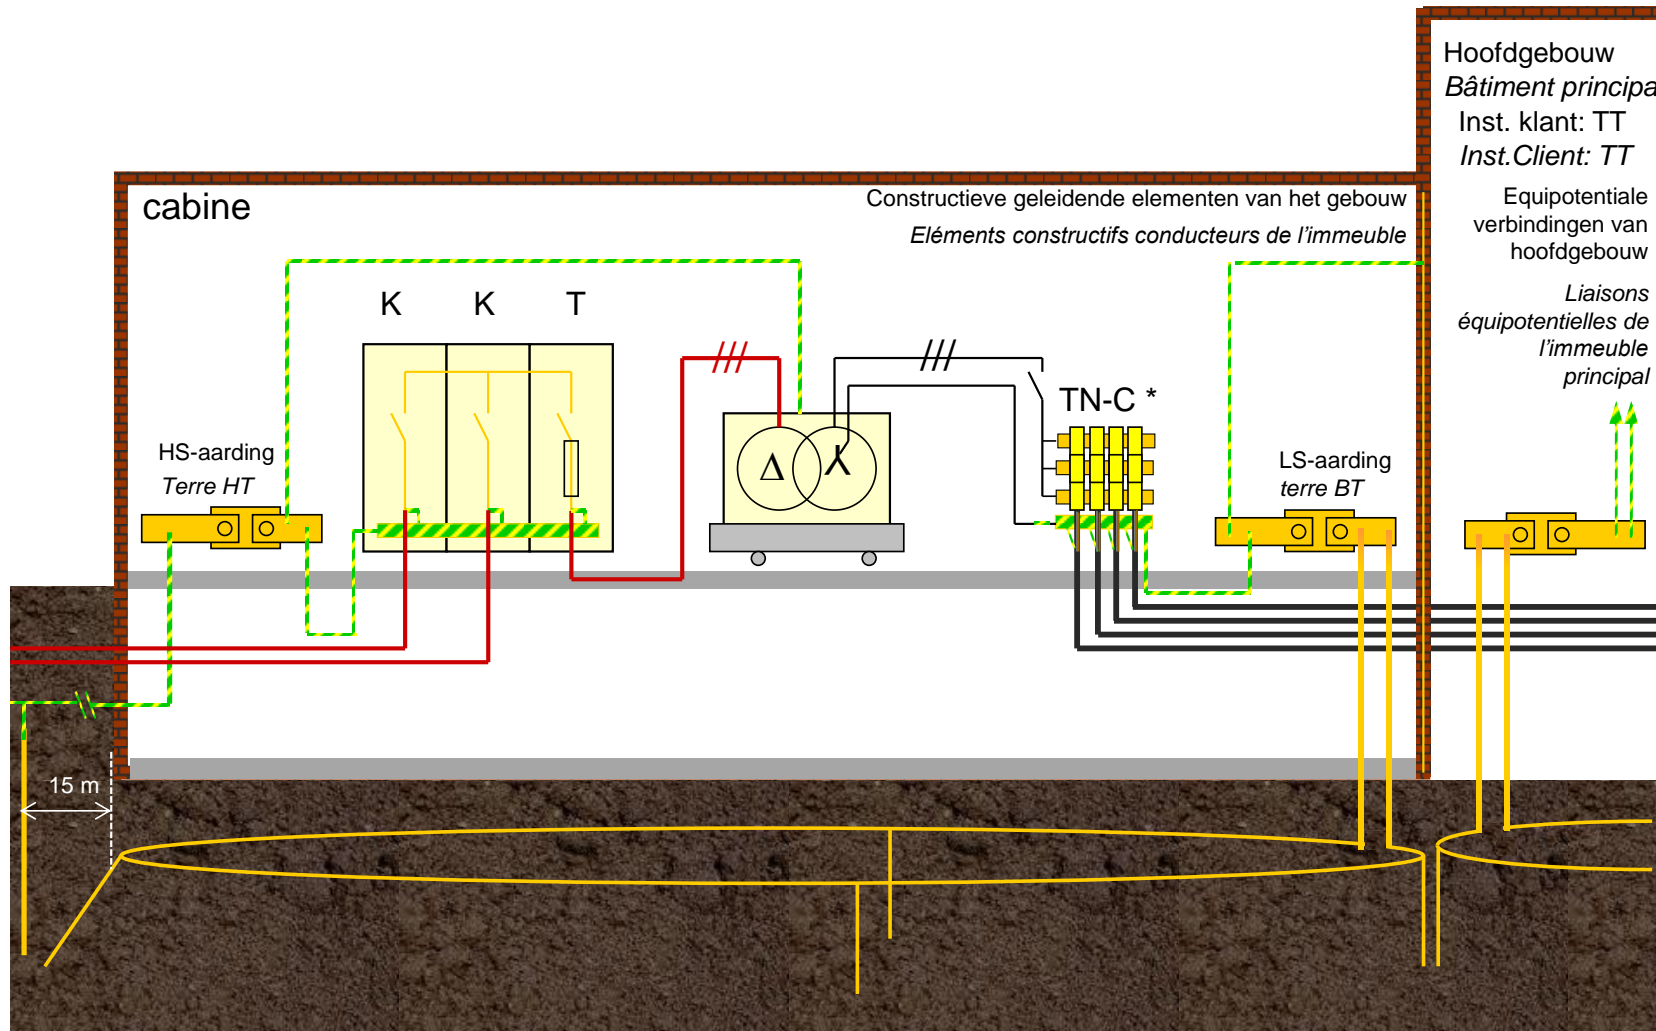 Hoofdgebouw
Bâtiment principa
Inst. klant: TT
Inst.Client: TT
cabine
Constructieve geleidende elementen van het gebouw
Eléments constructifs conducteurs de l'immeuble
Equipotentiale
verbindingen van
hoofdgebouw
Liaisons
équipotentielles de
l'immeuble
principal
K K T
TN-C *
HS-aarding
Terre HT
Δ
LS-aarding
terre BT
15 m